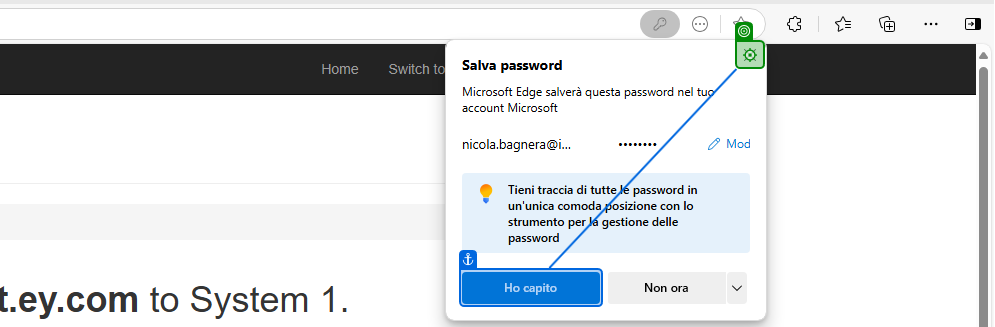 Home
Switch to
Salva password
Microsoft Edge salverà questa password nel tuo
account Microsoft
nicola.bagnera@i...
••••••••
Mod
Tieni traccia di tutte le password in
un'unica comoda posizione con lo
strumento per la gestione delle
password
Ho capito
Non ora
t.ey.com to System 1.